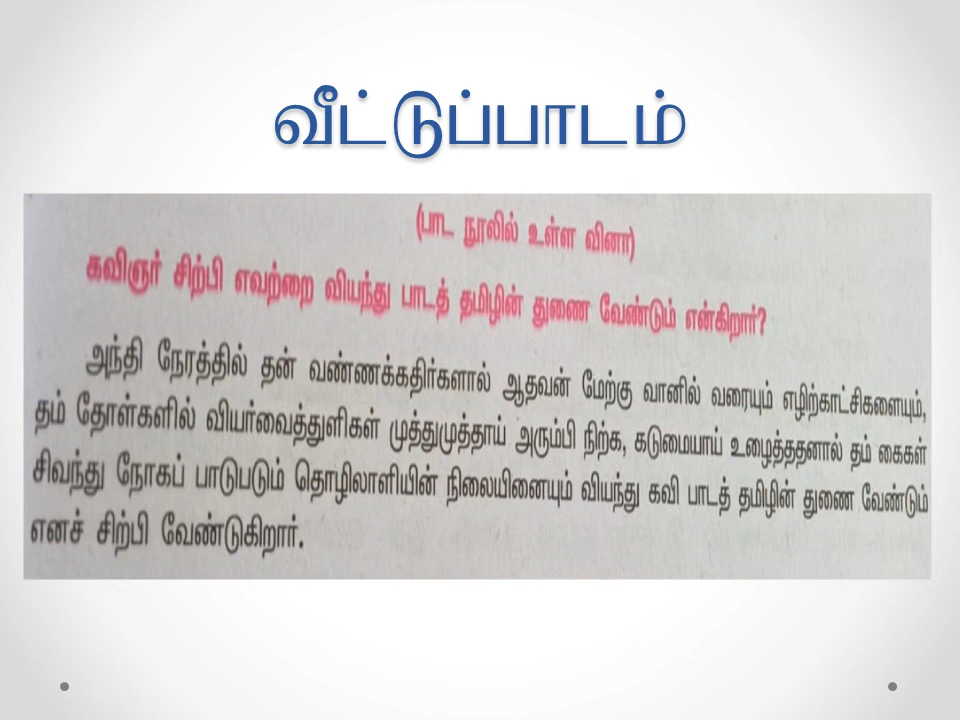 வீட்டுப்பாடம்
(பாட நூலில் உள்ள வினா)
கவிஞர் சிற்பி எவற்றை வியந்து பாடத் தமிழின் துணை வேண்டும் என்கிறார்?
அந்தி நேரத்தில் தன் வண்ணக்கதிர்களால் ஆதவன் மேற்கு வானில் வரையும் எழிற்காட்சிகளையும்,
தம் தோள்களில் வியர்வைத்துளிகள் முத்துமுத்தாய் அரும்பி நிற்க, கடுமையாய் உழைத்ததனால் தம் கைகள்
சிவந்து நோகப் பாடுபடும் தொழிலாளியின் நிலையினையும் வியந்து கவி பாடத் தமிழின் துணை வேண்டும்
எனச் சிற்பி வேண்டுகிறார்.